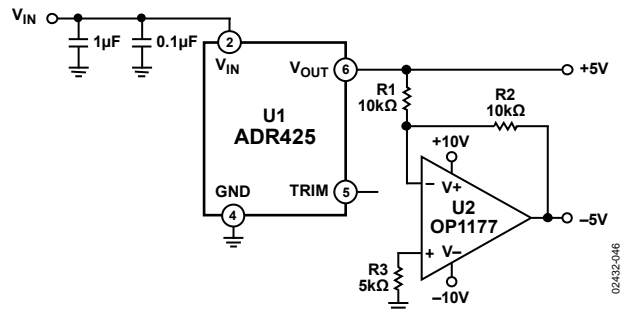 VIN
1µF
0.1µF
2
VIN
VOUT
6
+5V
U1
ADR425
R1
10kΩ
R2
10kΩ
+10V
GND
TRIM
5
4
–
V+
U2
OP1177
–5V
+
V–
R3
5kΩ
–10V
02432-046